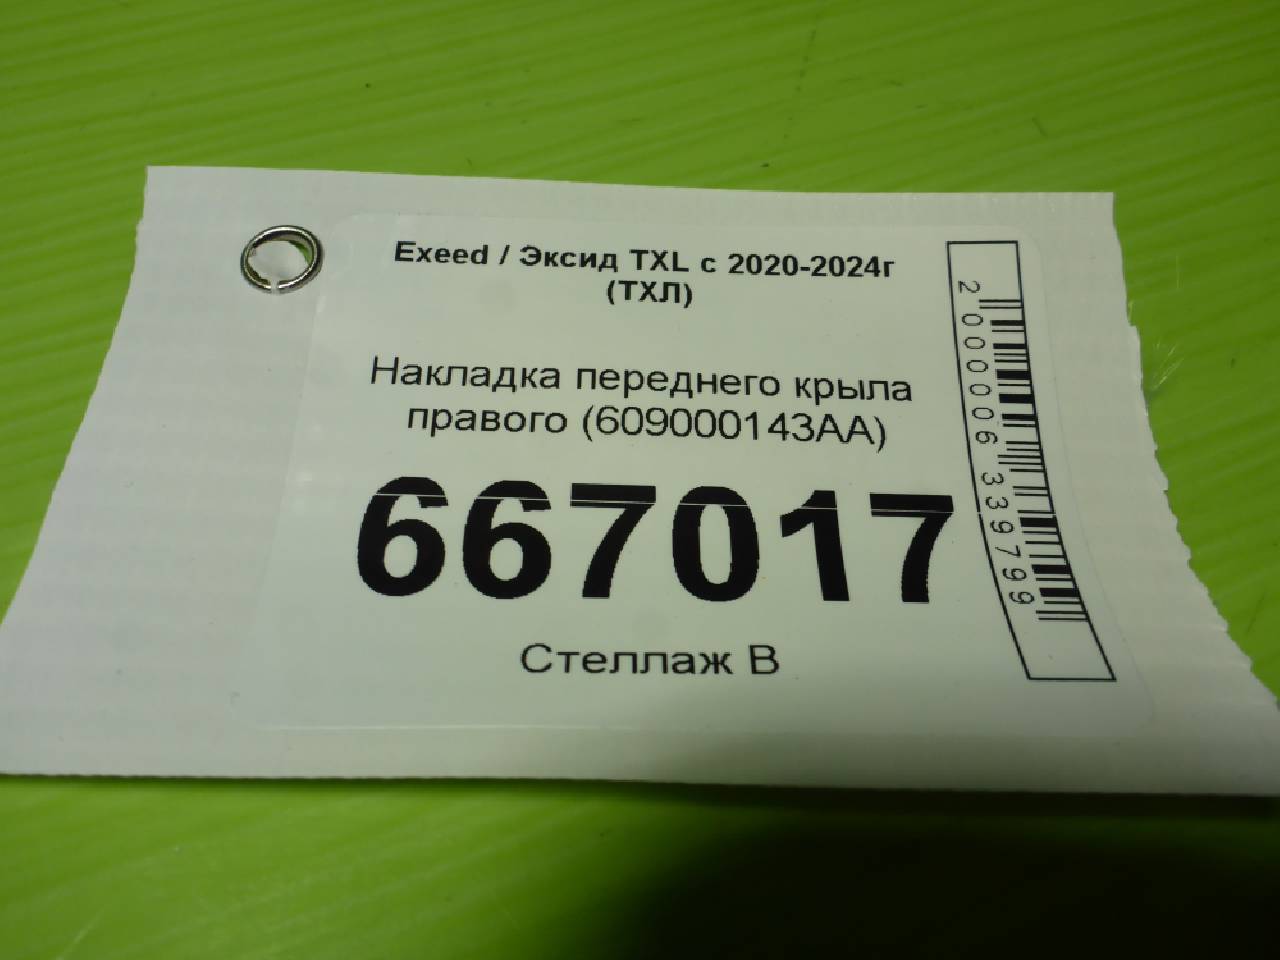 Exeed / Эксид TXL с 2020-2024г
(ТХЛ)
Накладка переднего крыла
правого (609000143AA)
667017
Стеллаж В
2000006339799